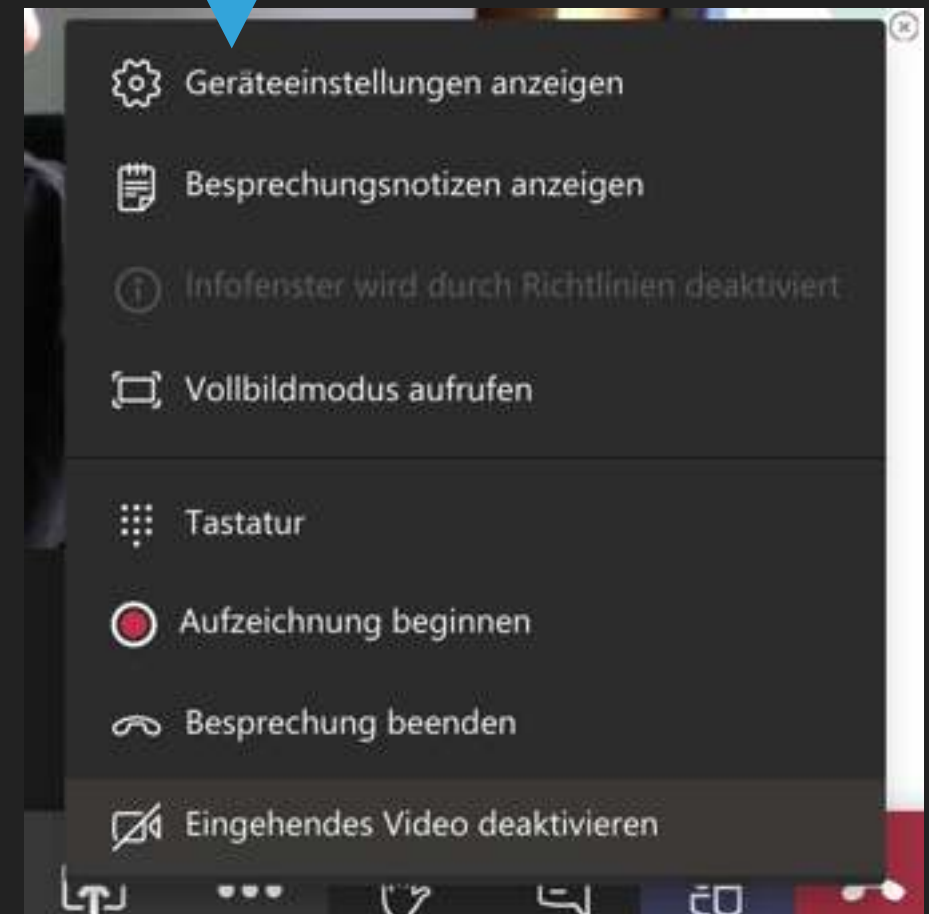 Geräteeinstellungen anzeigen
Besprechungsnotizen anzeigen
Infofenster wird durch Richtlinien deaktiviert
Vollbildmodus aufrufen
Tastatur
Aufzeichnung beginnen
Besprechung beenden
Eingehendes Video deaktivieren